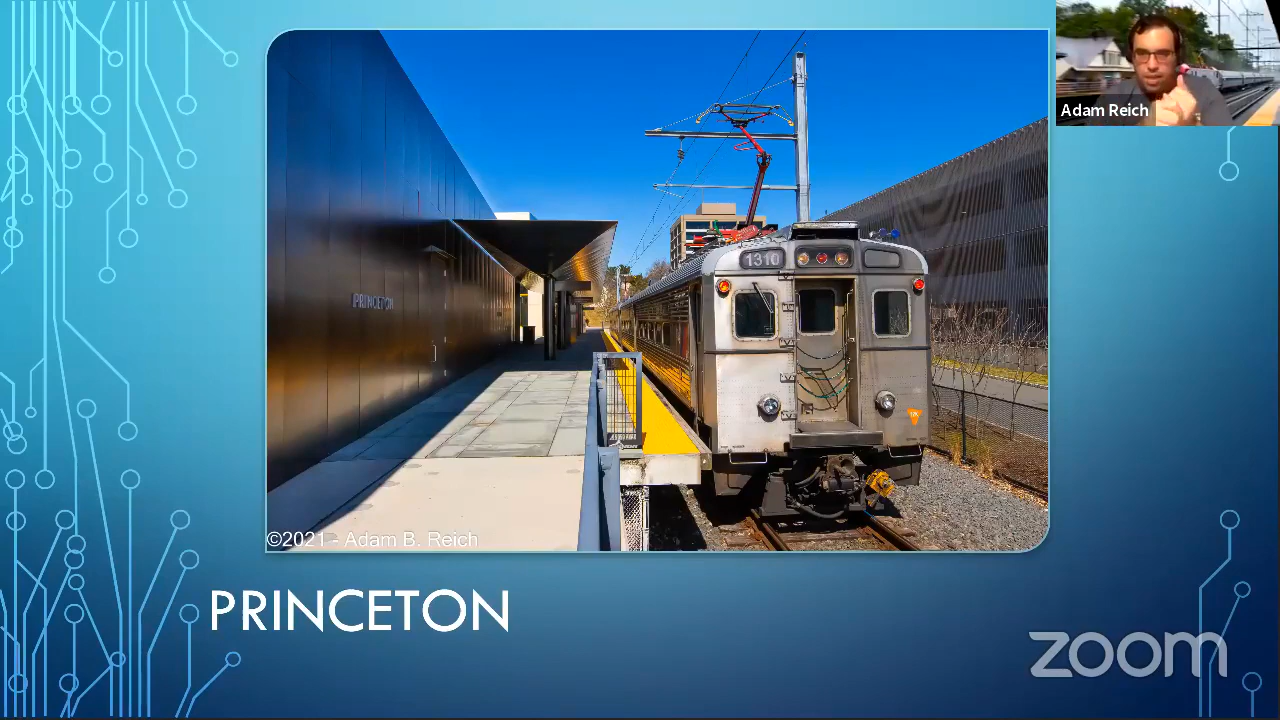 Adam Reich
1310
PRINCETON
©2021 - Adam B. Reich
PRINCETON
zoom